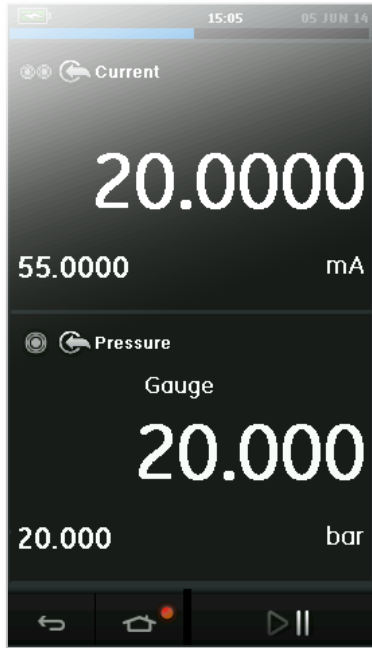 15:05 05 JUN 14
Current
20.0000
55.0000 mA
Pressure
Gauge
20.000
20.000 bar